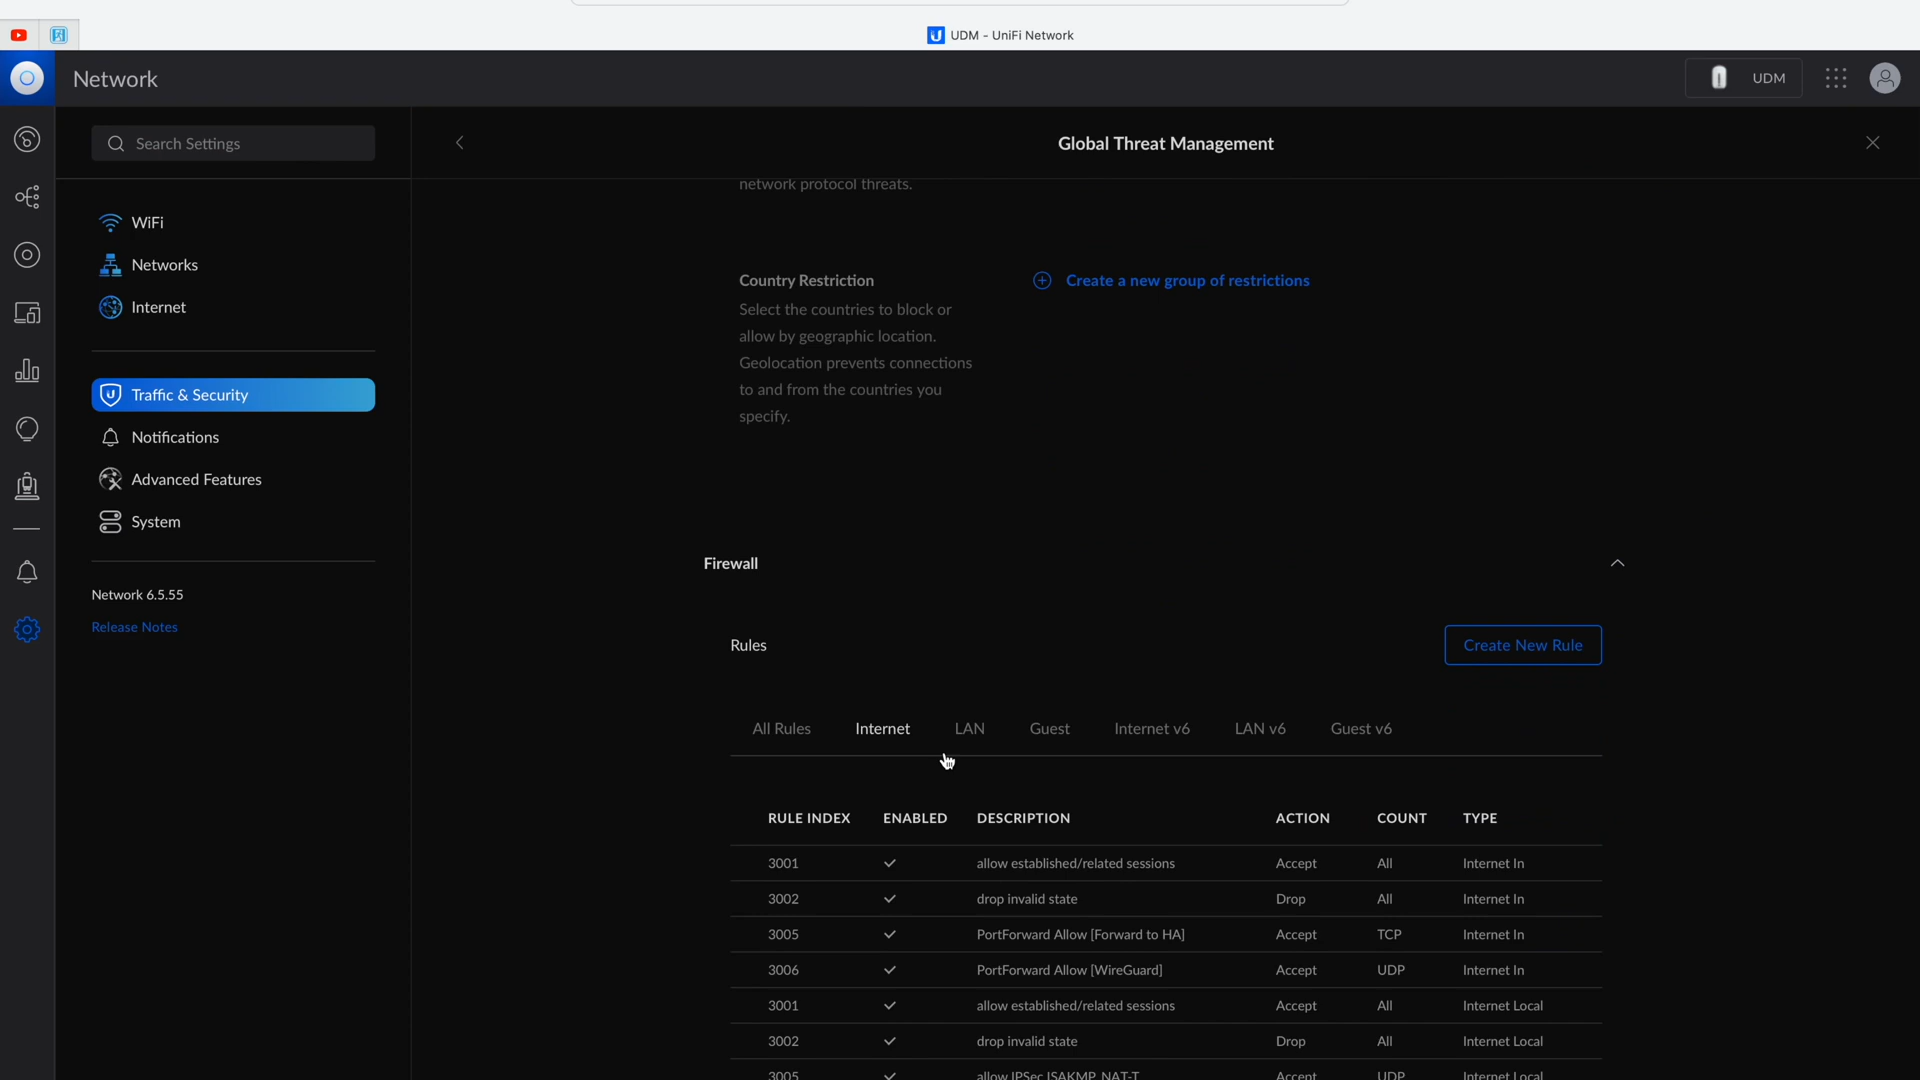 UDM - UniFi Network
Network
UDM
Search Settings
WiFi
Networks
Internet
Traffic & Security
Notifications
Advanced Features
System
Network 6.5.55
Release Notes
Global Threat Management
network protocol threats.
Country Restriction
Select the countries to block or
allow by geographic location.
Geolocation prevents connections
to and from the countries you
specify.
Create a new group of restrictions
Firewall
Rules
Create New Rule
All Rules Internet LAN Guest Internet v6 LAN v6 Guest v6
RULE INDEX ENABLED DESCRIPTION ACTION COUNT TYPE
3001 allow established/related sessions Accept All Internet In
3002 drop invalid state Drop All Internet In
3005 PortForward Allow [Forward to HA] Accept TCP Internet In
3006 PortForward Allow [WireGuard] Accept UDP Internet In
3001 allow established/related sessions Accept All Internet Local
3002 drop invalid state Drop All Internet Local
3005 allow IPSec ISAKMP, NAT-T Accept UDP Internet Local